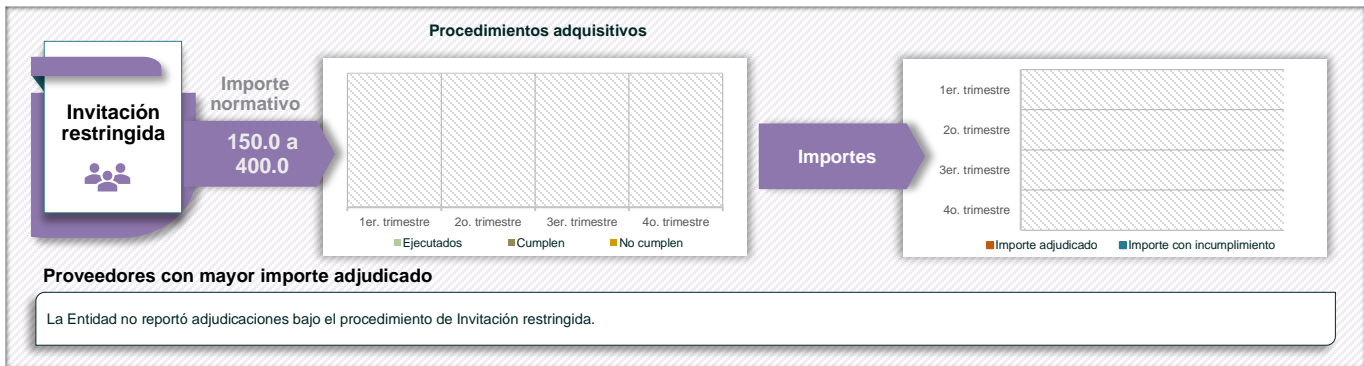 Procedimientos adquisitivos
Invitación
restringida
Importe
normativo
150.0 a
400.0
1er. trimestre 2o. trimestre 3er. trimestre 4o. trimestre
Ejecutados Cumplen No cumplen
Importes
1er. trimestre
2o. trimestre
3er. trimestre
4o. trimestre
Importe adjudicado Importe con incumplimiento
Proveedores con mayor importe adjudicado
La Entidad no reportó adjudicaciones bajo el procedimiento de Invitación restringida.